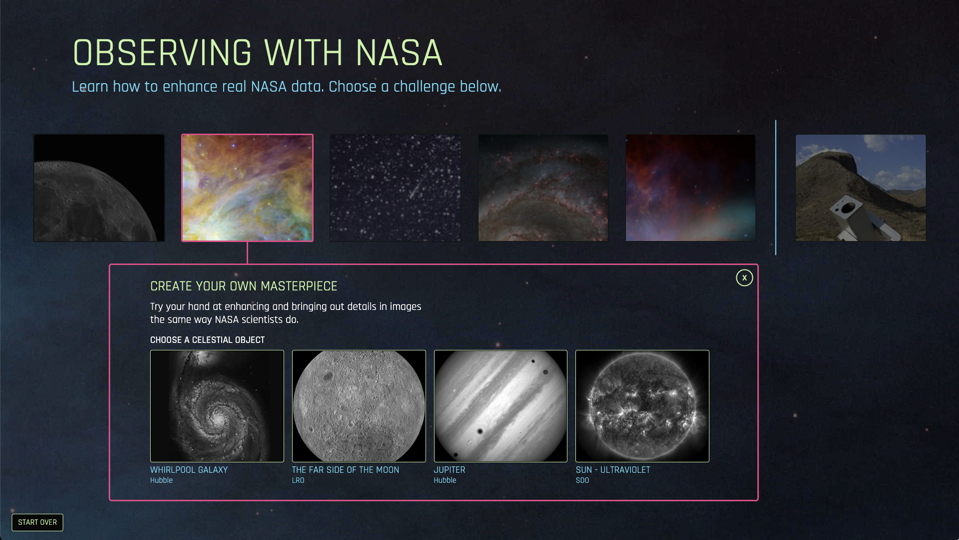 OBSERVING WITH NASA
Learn how to enhance real NASA data. Choose a challenge below.
X
CREATE YOUR OWN MASTERPIECE
Try your hand at enhancing and bringing out details in images
the same way NASA scientists do.
CHOOSE A CELESTIAL OBJECT
WHIRLPOOL GALAXY
Hubble
THE FAR SIDE OF THE MOON
LRO
JUPITER
Hubble
SUN - ULTRAVIOLET
SDO
START OVER